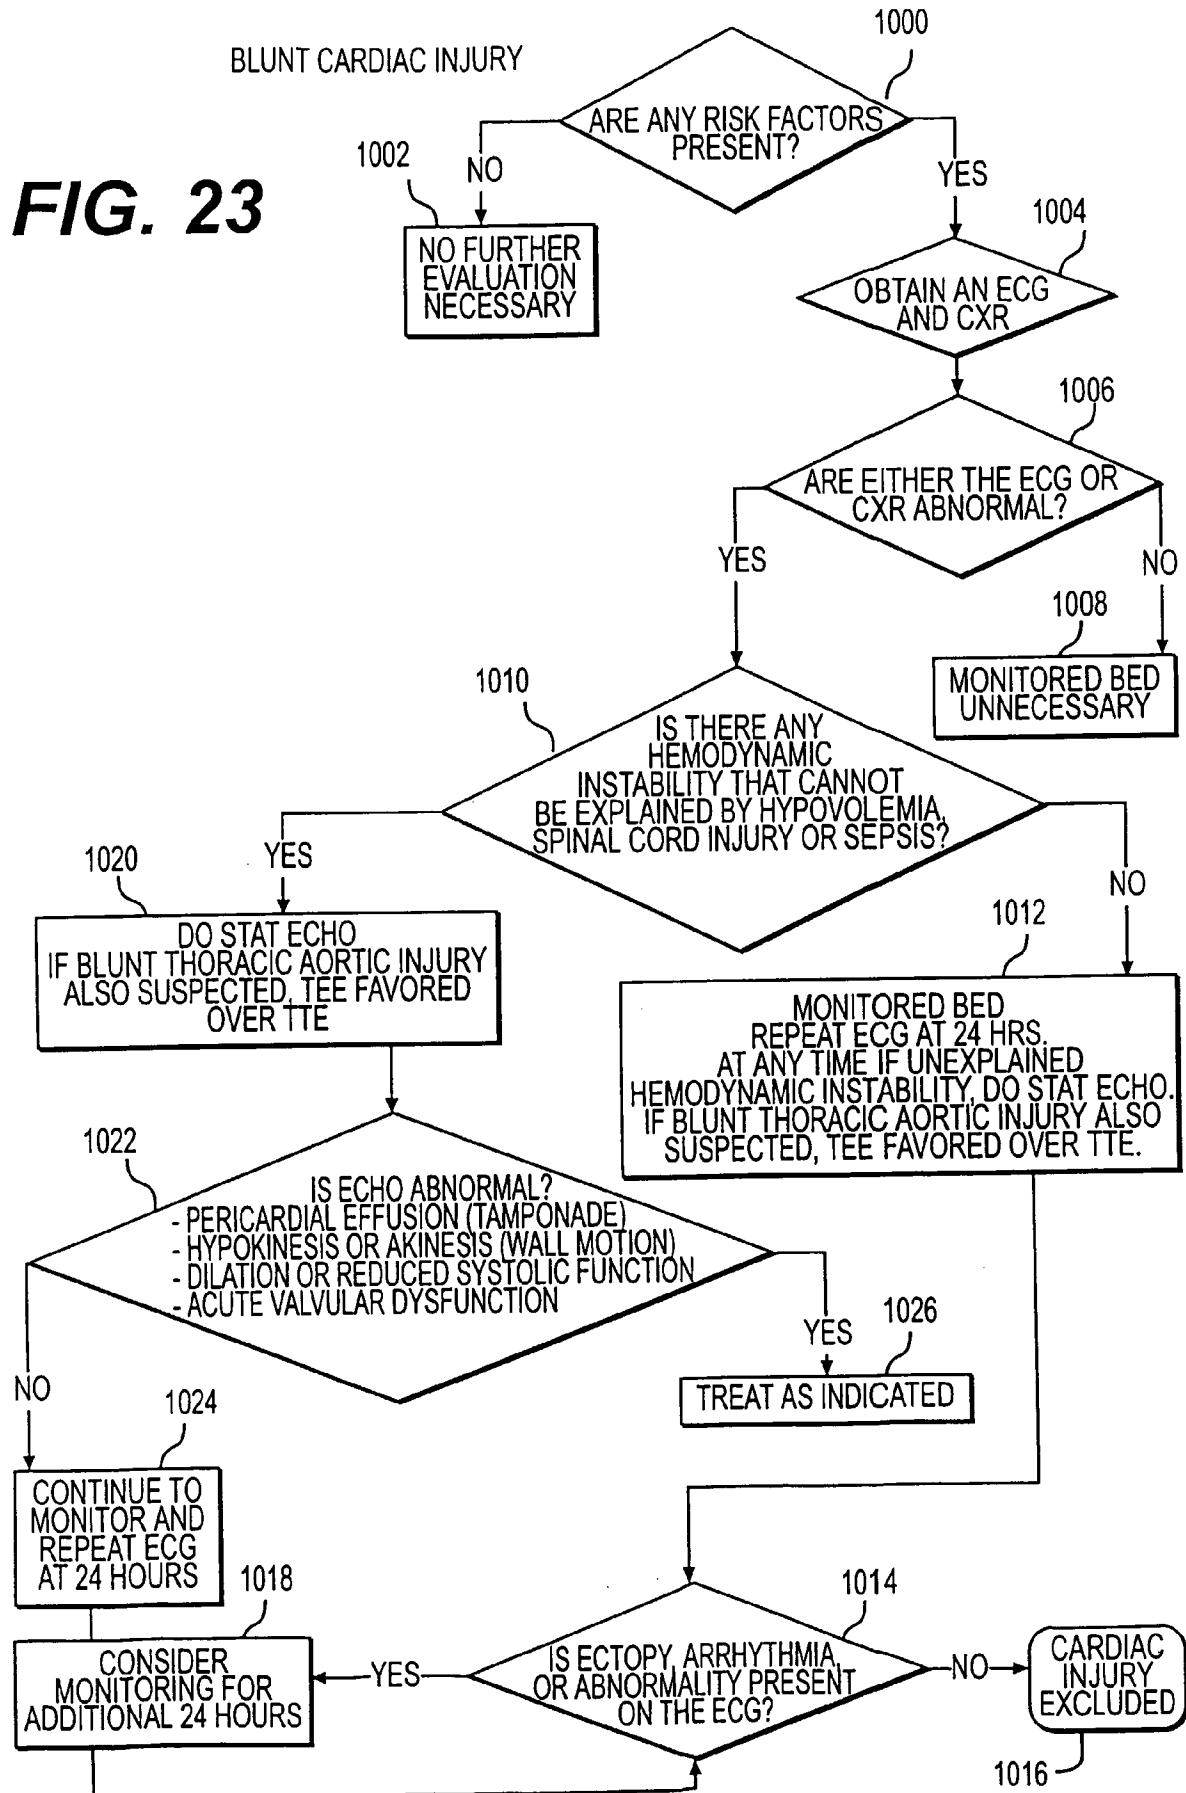 BLUNT CARDIAC INJURY
1000
ARE ANY RISK FACTORS
PRESENT?
FIG. 23
1002
NO
YES
NO FURTHER
EVALUATION
NECESSARY
1004
OBTAIN AN ECG
AND CXR
1006
ARE EITHER THE ECG OR
CXR ABNORMAL?
YES
NO
1008
MONITORED BED
UNNECESSARY
1010
IS THERE ANY
HEMODYNAMIC
INSTABILITY THAT CANNOT
BE EXPLAINED BY HYPOVOLEMIA,
SPINAL CORD INJURY OR SEPSIS?
YES
NO
1020
DO STAT ECHO
IF BLUNT THORACIC AORTIC INJURY
ALSO SUSPECTED, TEE FAVORED
OVER TTE
1012
MONITORED BED
REPEAT ECG AT 24 HRS.
AT ANY TIME IF UNEXPLAINED
HEMODYNAMIC INSTABILITY, DO STAT ECHO.
IF BLUNT THORACIC AORTIC INJURY ALSO
SUSPECTED, TEE FAVORED OVER TTE.
1022
IS ECHO ABNORMAL?
- PERICARDIAL EFFUSION (TAMPONADE)
- HYPOKINESIS OR AKINESIS (WALL MOTION)
- DILATION OR REDUCED SYSTOLIC FUNCTION
- ACUTE VALVULAR DYSFUNCTION
NO
YES
1026
TREAT AS INDICATED
1024
CONTINUE TO
MONITOR AND
REPEAT ECG
AT 24 HOURS
1018
CONSIDER
MONITORING FOR
ADDITIONAL 24 HOURS
YES
1014
IS ECTOPY, ARRHYTHMIA,
OR ABNORMALITY PRESENT
ON THE ECG?
NO
CARDIAC
INJURY
EXCLUDED
1016